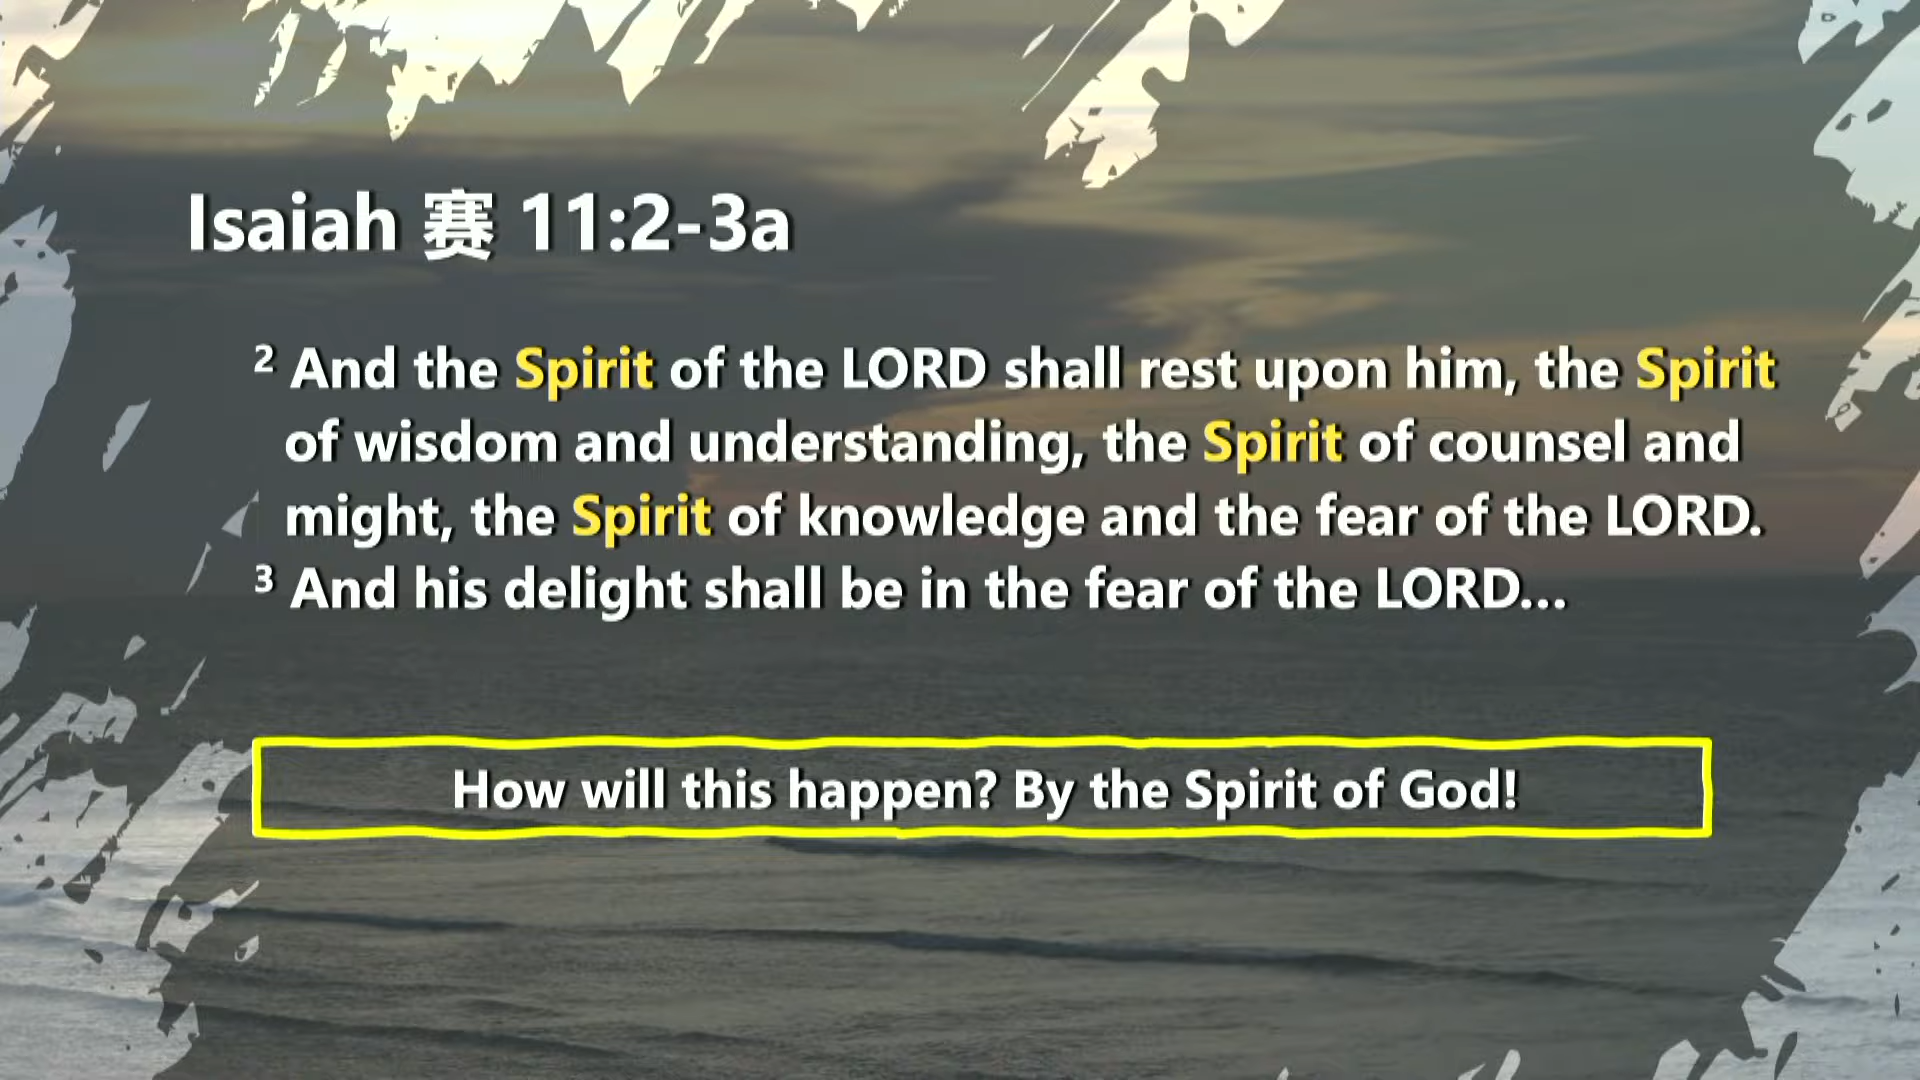 Isaiah 赛 11:2-3a
² And the Spirit of the LORD shall rest upon him, the Spirit
of wisdom and understanding, the Spirit of counsel and
might, the Spirit of knowledge and the fear of the LORD.
³ And his delight shall be in the fear of the LORD...
How will this happen? By the Spirit of God!